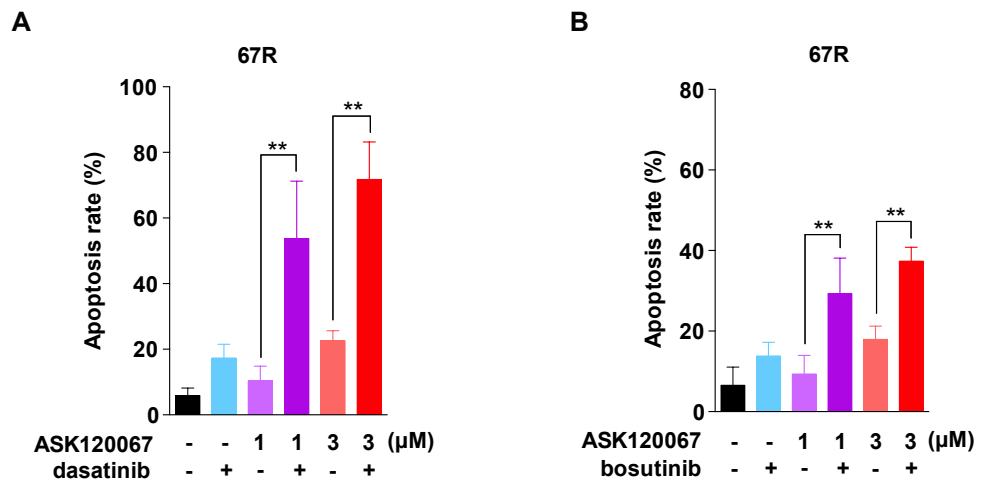 A
67R
Apoptosis rate (%)
100
80
60
40
20
0
**
**
ASK120067 - - 1 1 3 3 (μM)
dasatinib - + - + - +
B
67R
Apoptosis rate (%)
80
60
40
20
0
**
**
ASK120067 - - 1 1 3 3 (μM)
bosutinib - + - + - +